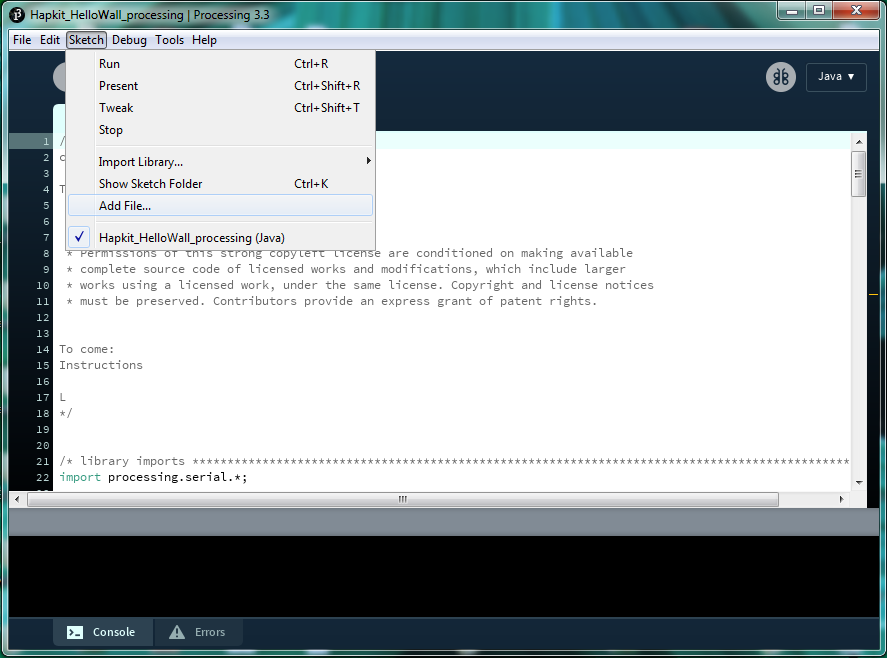 Hapkit_HelloWall_processing | Processing 3.3
File Edit Sketch Debug Tools Help
Run Ctrl+R
Present Ctrl+Shift+R
Tweak Ctrl+Shift+T
Stop
Import Library...
Show Sketch Folder Ctrl+K
Add File...
Hapkit_HelloWall_processing (Java)
Java ▾
1 /
2 c
3
4 T
5
6
7
8 * Permissions of this strong copyleft license are conditioned on making available
9 * complete source code of licensed works and modifications, which include larger
10 * works using a licensed work, under the same license. Copyright and license notices
11 * must be preserved. Contributors provide an express grant of patent rights.
12
13
14 To come:
15 Instructions
16
17 L
18 */
19
20
21 /* library imports *****************************************************************************************
22 import processing.serial.*;
Console Errors